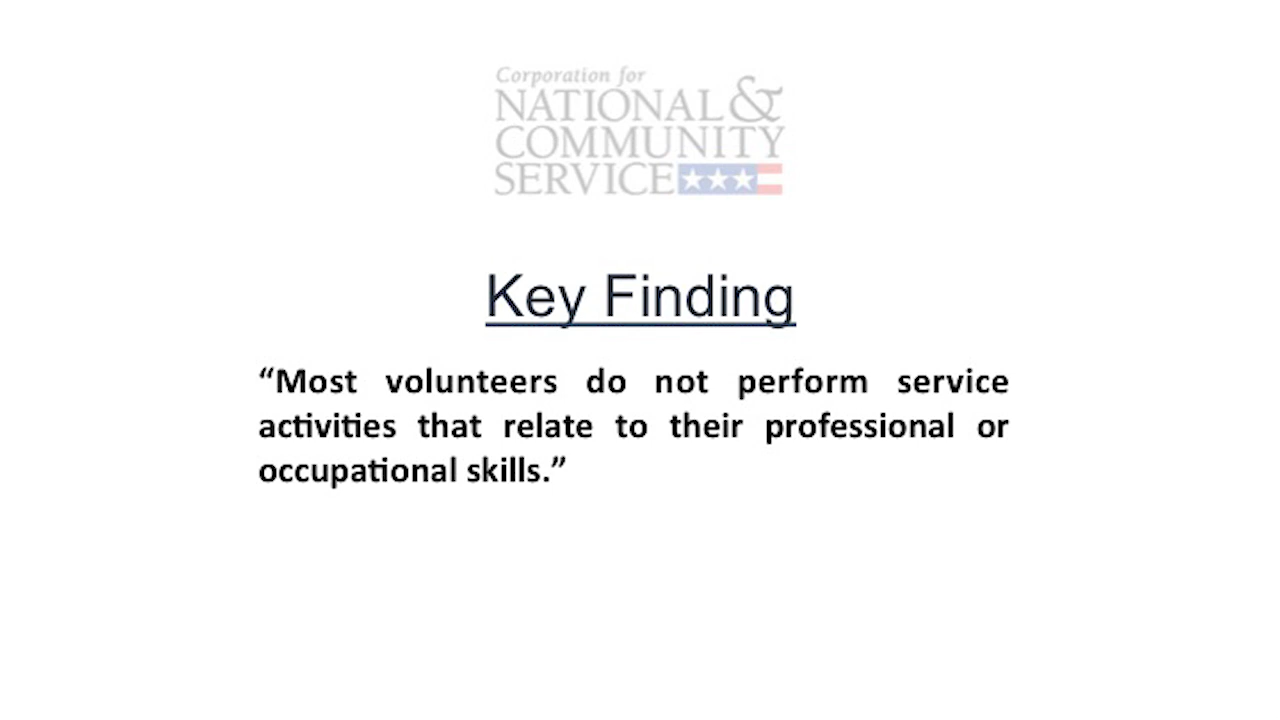 Corporation for
NATIONAL &
COMMUNITY
SERVICE
Key Finding
“Most volunteers do not perform service
activities that relate to their professional or
occupational skills.”